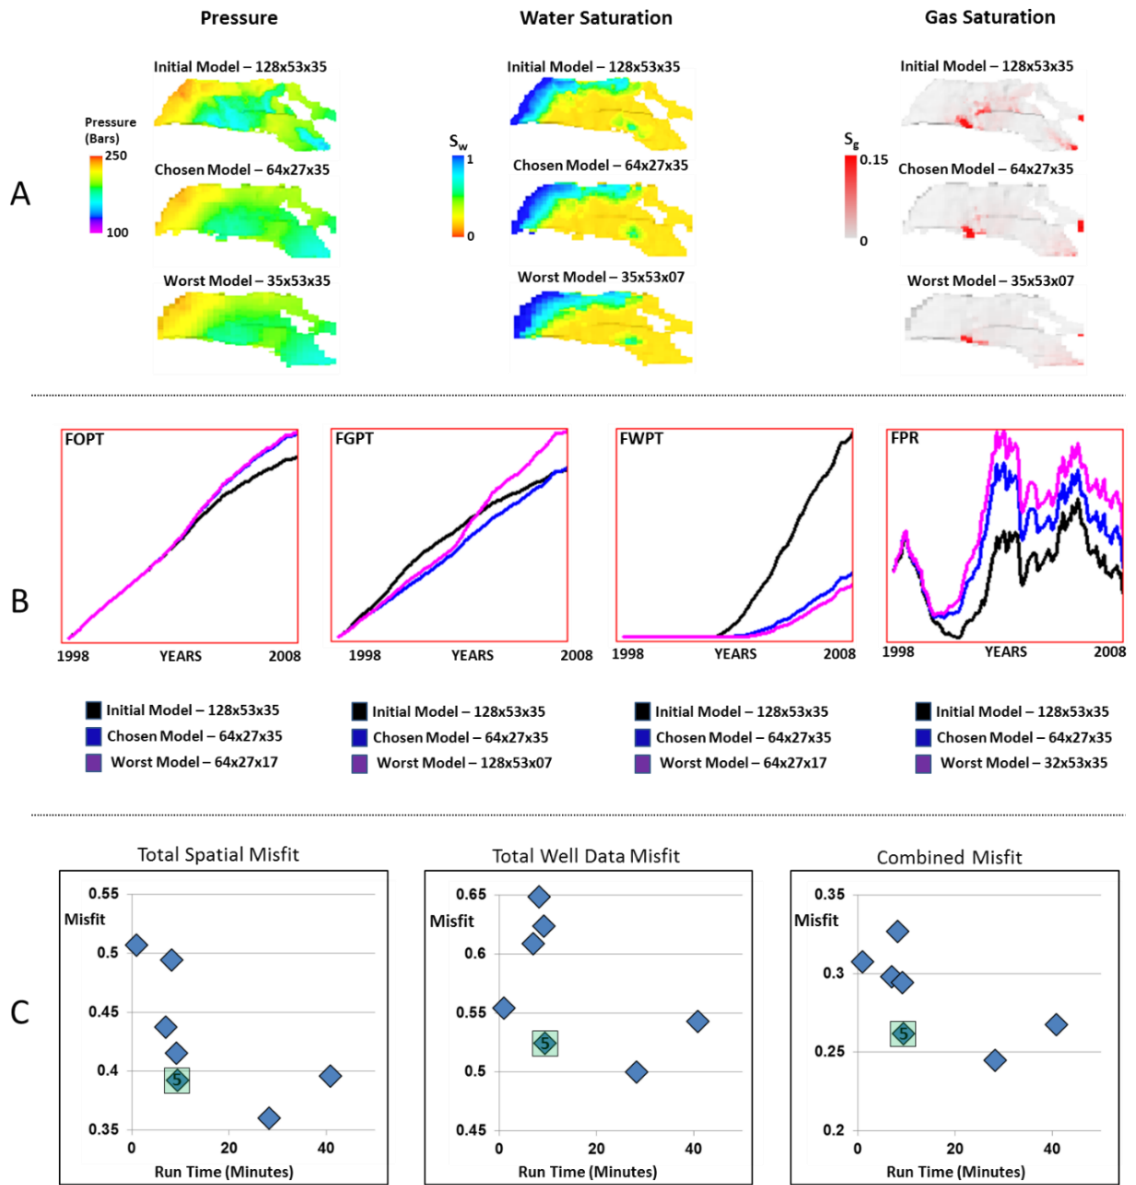 Pressure
Water Saturation
Gas Saturation
A
Initial Model – 128x53x35
Pressure
(Bars)
250
100
Chosen Model – 64x27x35
Worst Model – 35x53x35
Initial Model – 128x53x35
Sw
1
0
Chosen Model – 64x27x35
Worst Model – 35x53x07
Initial Model – 128x53x35
Sg
0.15
0
Chosen Model – 64x27x35
Worst Model – 35x53x07
B
FOPT
1998
YEARS
2008
FGPT
1998
YEARS
2008
FWPT
1998
YEARS
2008
FPR
1998
YEARS
2008
Initial Model – 128x53x35
Chosen Model – 64x27x35
Worst Model – 64x27x17
Initial Model – 128x53x35
Chosen Model – 64x27x35
Worst Model – 128x53x07
Initial Model – 128x53x35
Chosen Model – 64x27x35
Worst Model – 64x27x17
Initial Model – 128x53x35
Chosen Model – 64x27x35
Worst Model – 32x53x35
C
Total Spatial Misfit
0.55
Misfit
0.5
0.45
0.4
0.35
5
0
20
40
Run Time (Minutes)
Total Well Data Misfit
0.65
Misfit
0.6
0.55
0.5
0.45
5
0
20
40
Run Time (Minutes)
Combined Misfit
0.35
Misfit
0.3
0.25
0.2
5
0
20
40
Run Time (Minutes)